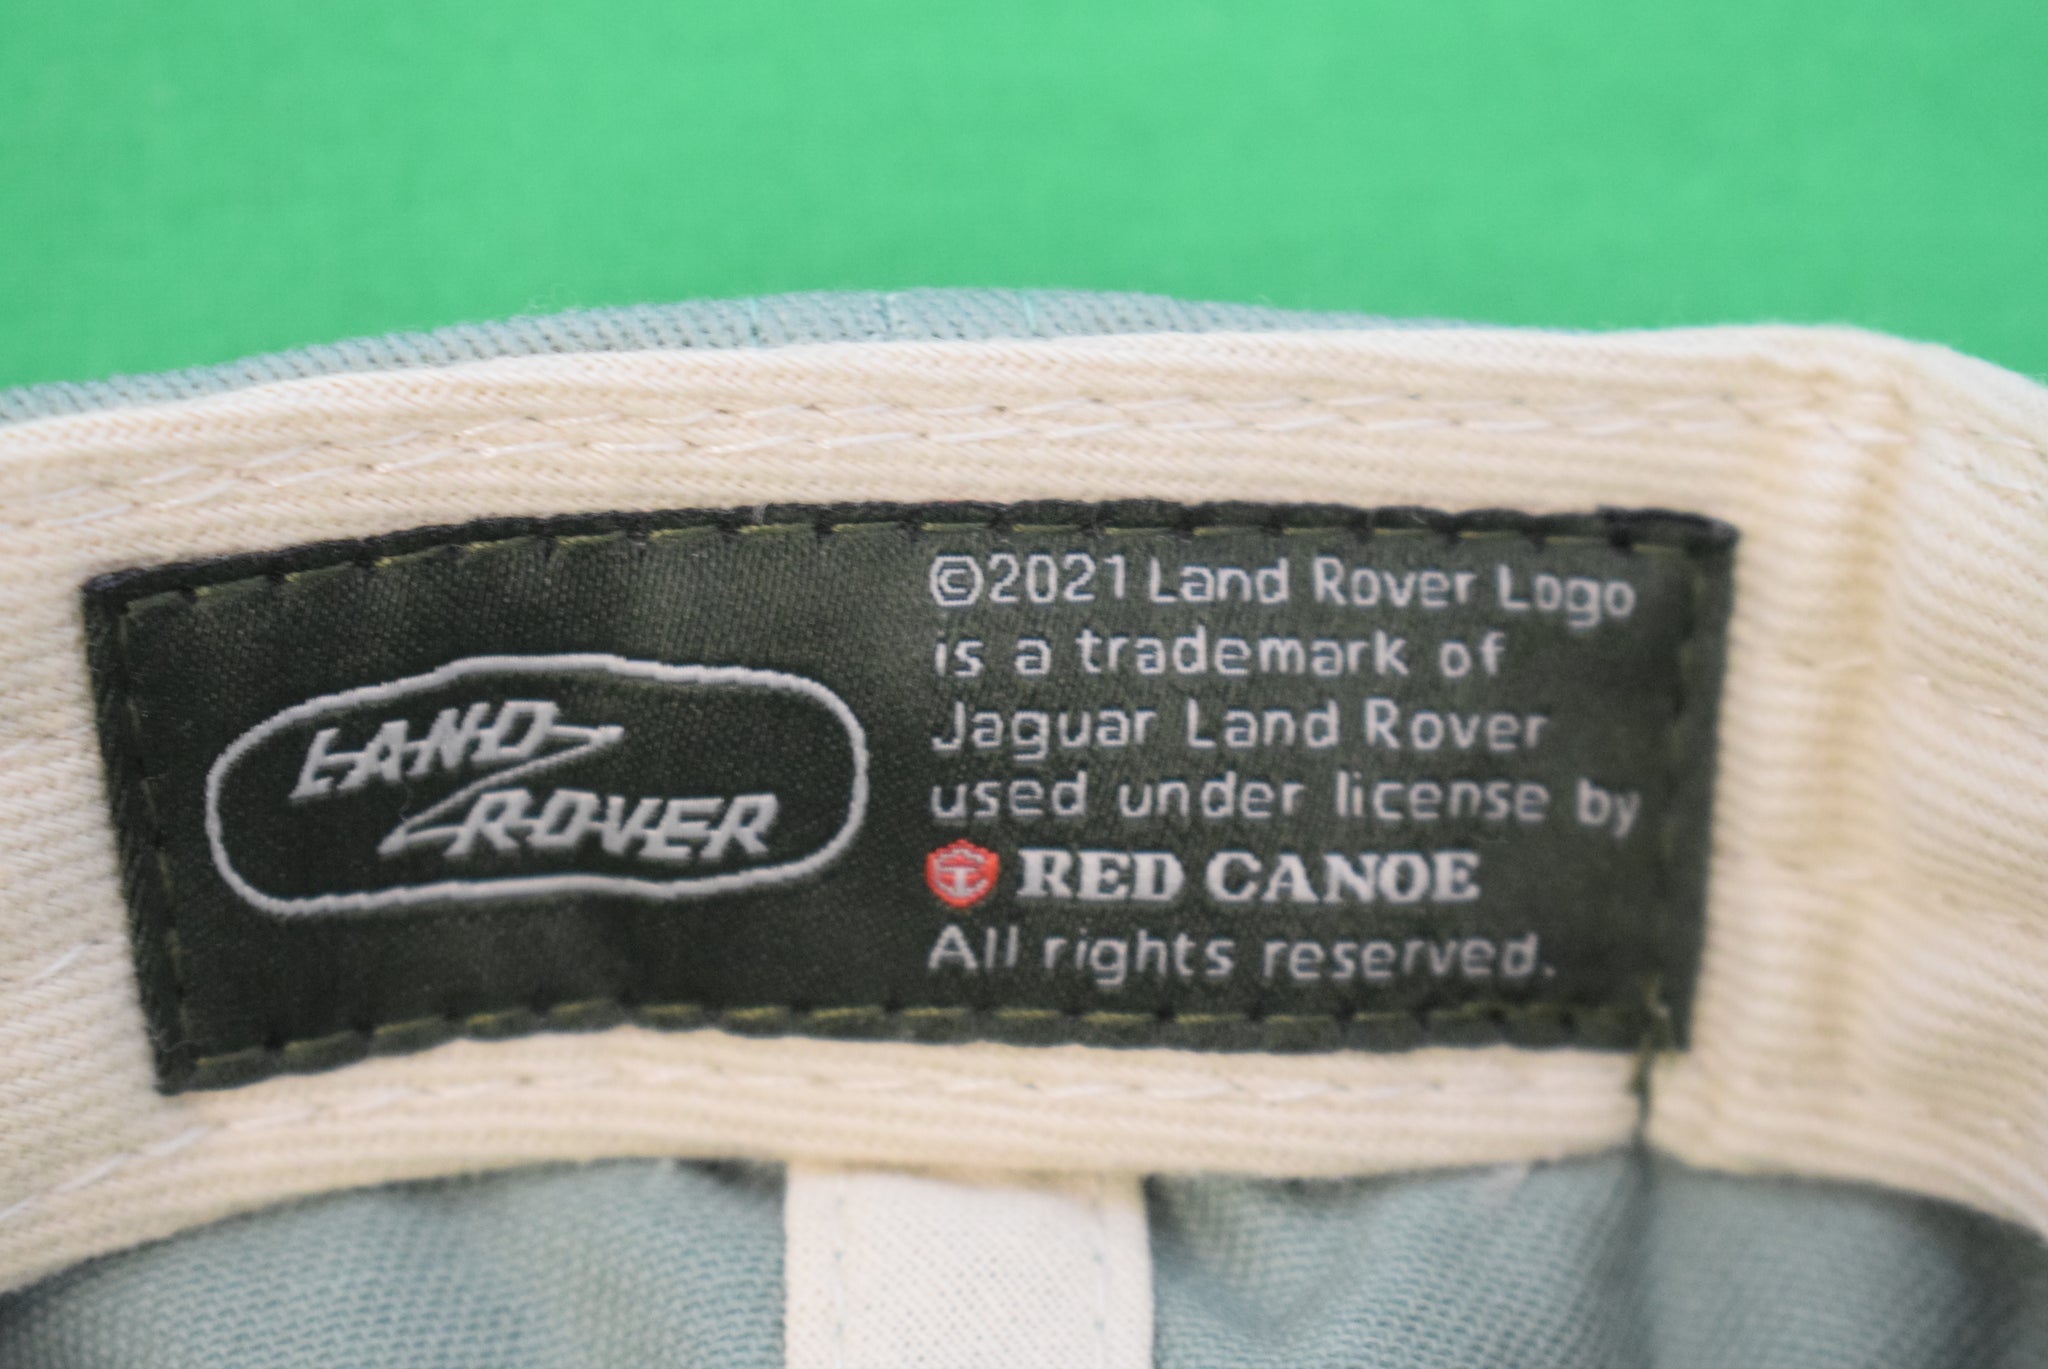 LAND
ROVER
©2021 Land Rover Logo
is a trademark of
Jaguar Land Rover
used under license by
RED CANOE
All rights reserved.